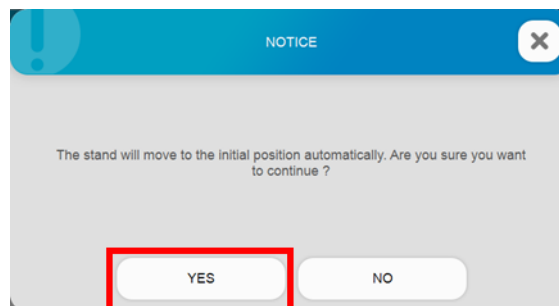 NOTICE
The stand will move to the initial position automatically. Are you sure you want
to continue ?
YES
NO